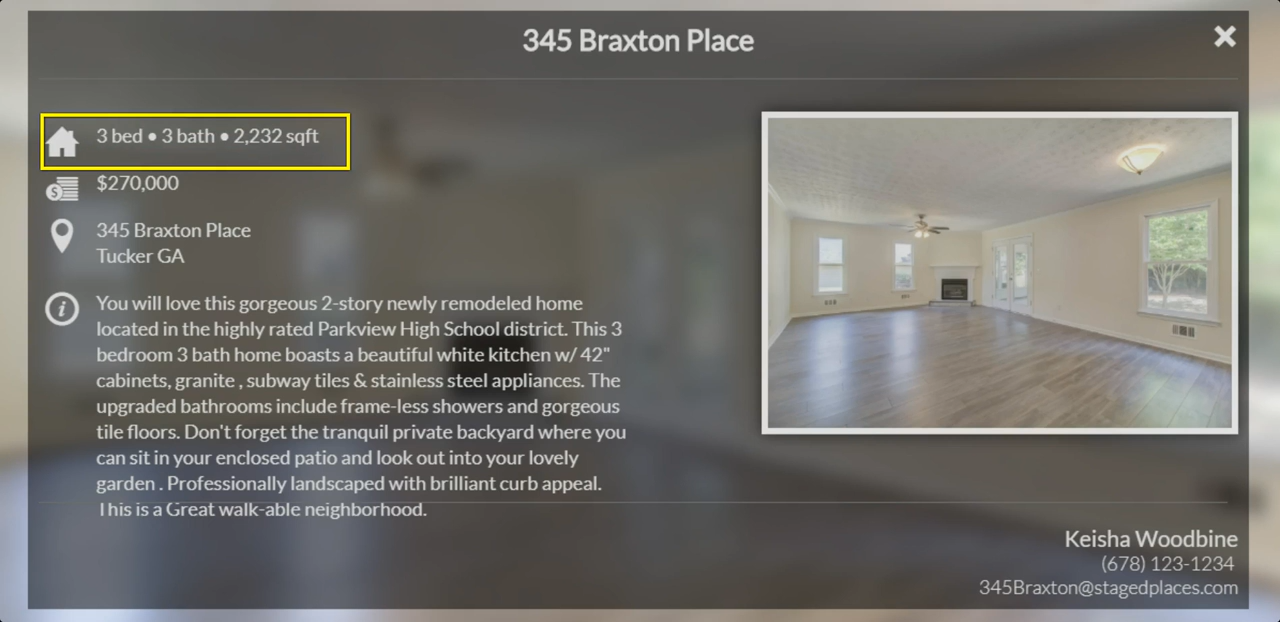 345 Braxton Place
3 bed • 3 bath • 2,232 sqft
$270,000
345 Braxton Place
Tucker GA
You will love this gorgeous 2-story newly remodeled home
located in the highly rated Parkview High School district. This 3
bedroom 3 bath home boasts a beautiful white kitchen w/ 42"
cabinets, granite , subway tiles & stainless steel appliances. The
upgraded bathrooms include frame-less showers and gorgeous
tile floors. Don't forget the tranquil private backyard where you
can sit in your enclosed patio and look out into your lovely
garden . Professionally landscaped with brilliant curb appeal.
This is a Great walk-able neighborhood.
Keisha Woodbine
(678) 123-1234
345Braxton@stagedplaces.com